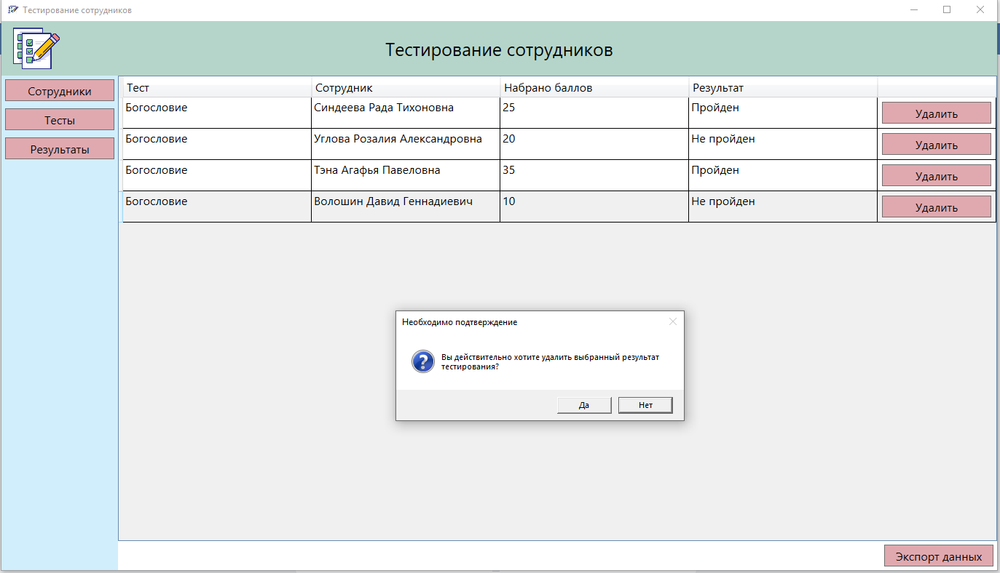 Тестирование сотрудников
Тестирование сотрудников
Сотрудники
Тесты
Результаты
Тест Сотрудник Набрано баллов Результат
Богословие Синдеева Рада Тихоновна 25 Пройден Удалить
Богословие Углова Розалия Александровна 20 Не пройден Удалить
Богословие Тэна Агафья Павеловна 35 Пройден Удалить
Богословие Волошин Давид Геннадиевич 10 Не пройден Удалить
Необходимо подтверждение
Вы действительно хотите удалить выбранный результат
тестирования?
Да Нет
Экспорт данных